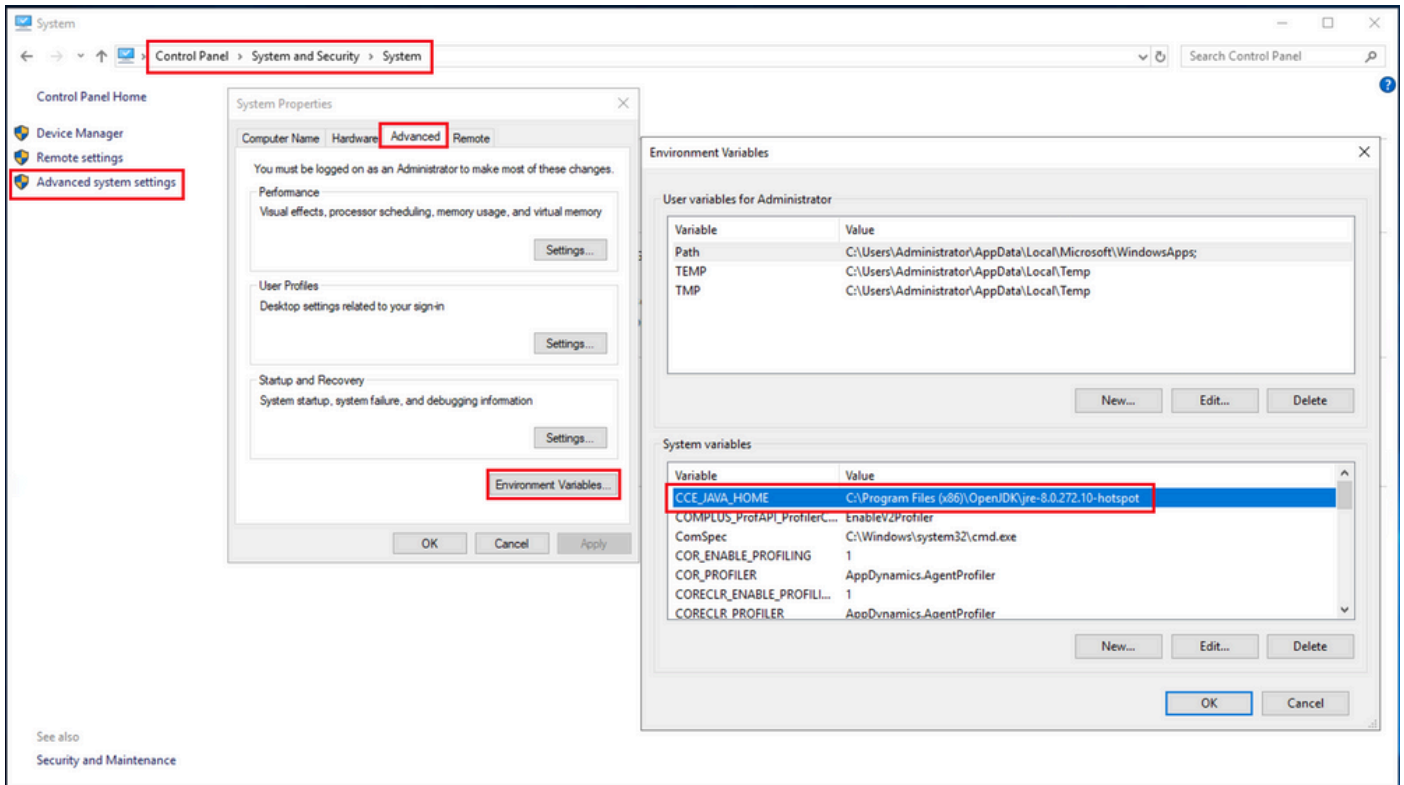 System
Control Panel > System and Security > System
Search Control Panel
?
Control Panel Home
Device Manager
Remote settings
Advanced system settings
System Properties
Computer Name Hardware Advanced Remote
You must be logged on as an Administrator to make most of these changes.
Performance
Visual effects, processor scheduling, memory usage, and virtual memory
Settings...
User Profiles
Desktop settings related to your sign-in
Settings...
Startup and Recovery
System startup, system failure, and debugging information
Settings...
Environment Variables...
OK Cancel Apply
Environment Variables
User variables for Administrator
Variable Value
Path C:\Users\Administrator\AppData\Local\Microsoft\WindowsApps;
TEMP C:\Users\Administrator\AppData\Local\Temp
TMP C:\Users\Administrator\AppData\Local\Temp
New... Edit... Delete
System variables
Variable Value
CCE_JAVA_HOME C:\Program Files (x86)\OpenJDK\jre-8.0.272.10-hotspot
COMPLUS_ProfAPI_ProfilerC... EnableV2Profiler
ComSpec C:\Windows\system32\cmd.exe
COR_ENABLE_PROFILING 1
COR_PROFILER AppDynamics.AgentProfiler
CORECLR_ENABLE_PROFILI... 1
CORECLR_PROFILER AppDynamics.AgentProfiler
New... Edit... Delete
OK Cancel
See also
Security and Maintenance